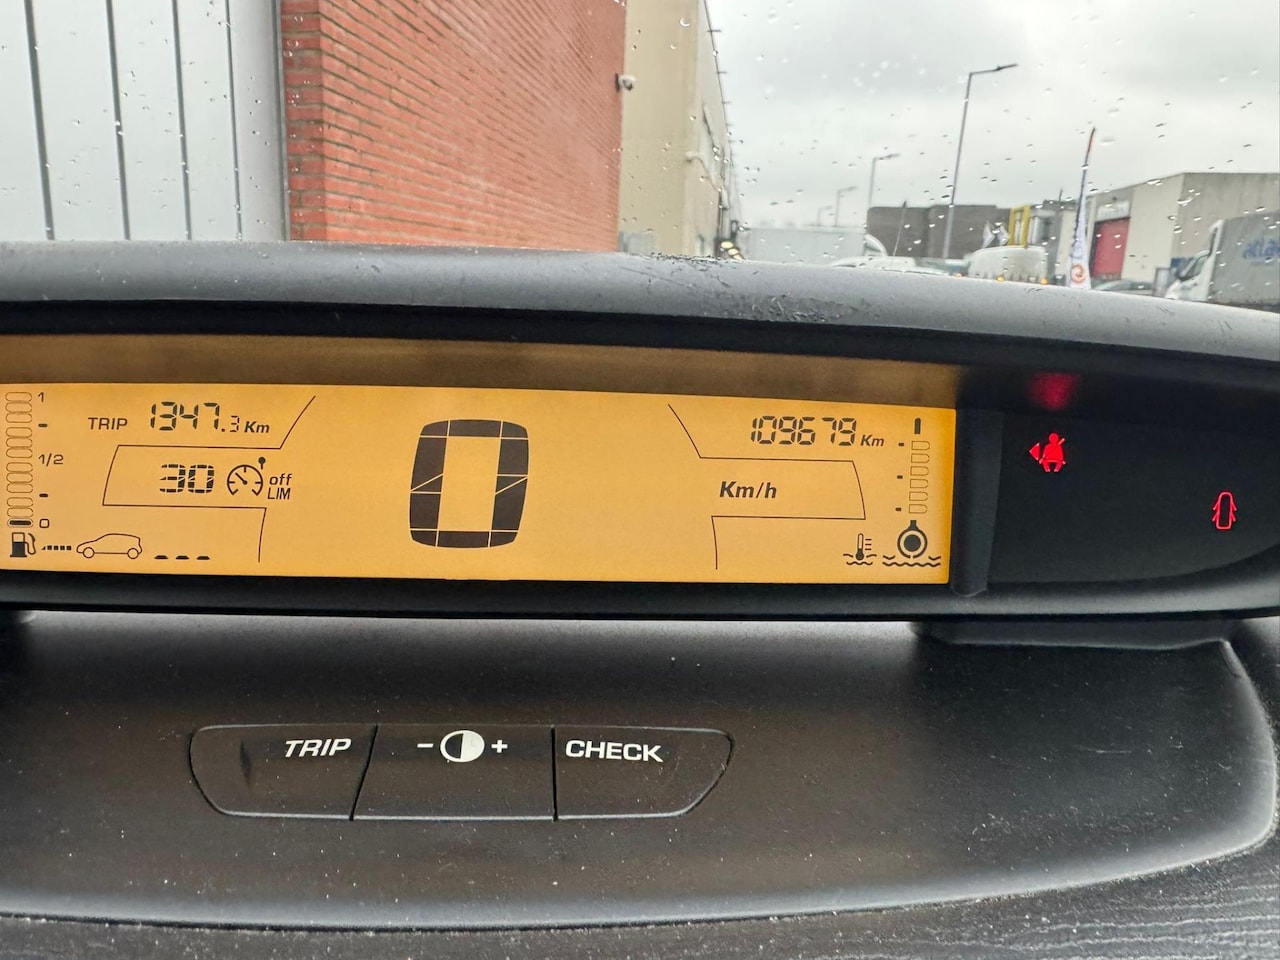 1
TRIP 1347.3 Km
109679 Km
1/2
30 off
LIM
Km/h
0
0
TRIP
- +
CHECK